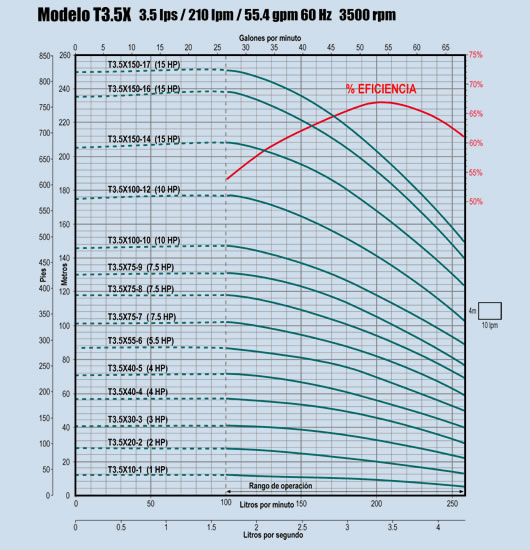 Modelo T3.5X 3.5 lps / 210 lpm / 55.4 gpm 60 Hz 3500 rpm
Galones por minuto
0 5 10 15 20 25 30 35 40 45 50 55 60 65
850 260 T3.5X150-17 (15 HP) 75%
800 240 T3.5X150-16 (15 HP) % EFICIENCIA 70%
750 220 65%
700 T3.5X150-14 (15 HP) 60%
650 200 55%
600 180 T3.5X100-12 (10 HP) 50%
550 160
500 T3.5X100-10 (10 HP)
450 140 T3.5X75-9 (7.5 HP)
Pies Metros
400 120 T3.5X75-8 (7.5 HP)
350 100 T3.5X75-7 (7.5 HP) 4m
10 lpm
300 T3.5X55-6 (5.5 HP)
250 80 T3.5X40-5 (4 HP)
200 60 T3.5X40-4 (4 HP)
150 40 T3.5X30-3 (3 HP)
100 T3.5X20-2 (2 HP)
50 20 T3.5X10-1 (1 HP)
0 0 Rango de operación
0 50 100 150 200 250
Litros por minuto
0 0.5 1 1.5 2 2.5 3 3.5 4
Litros por segundo